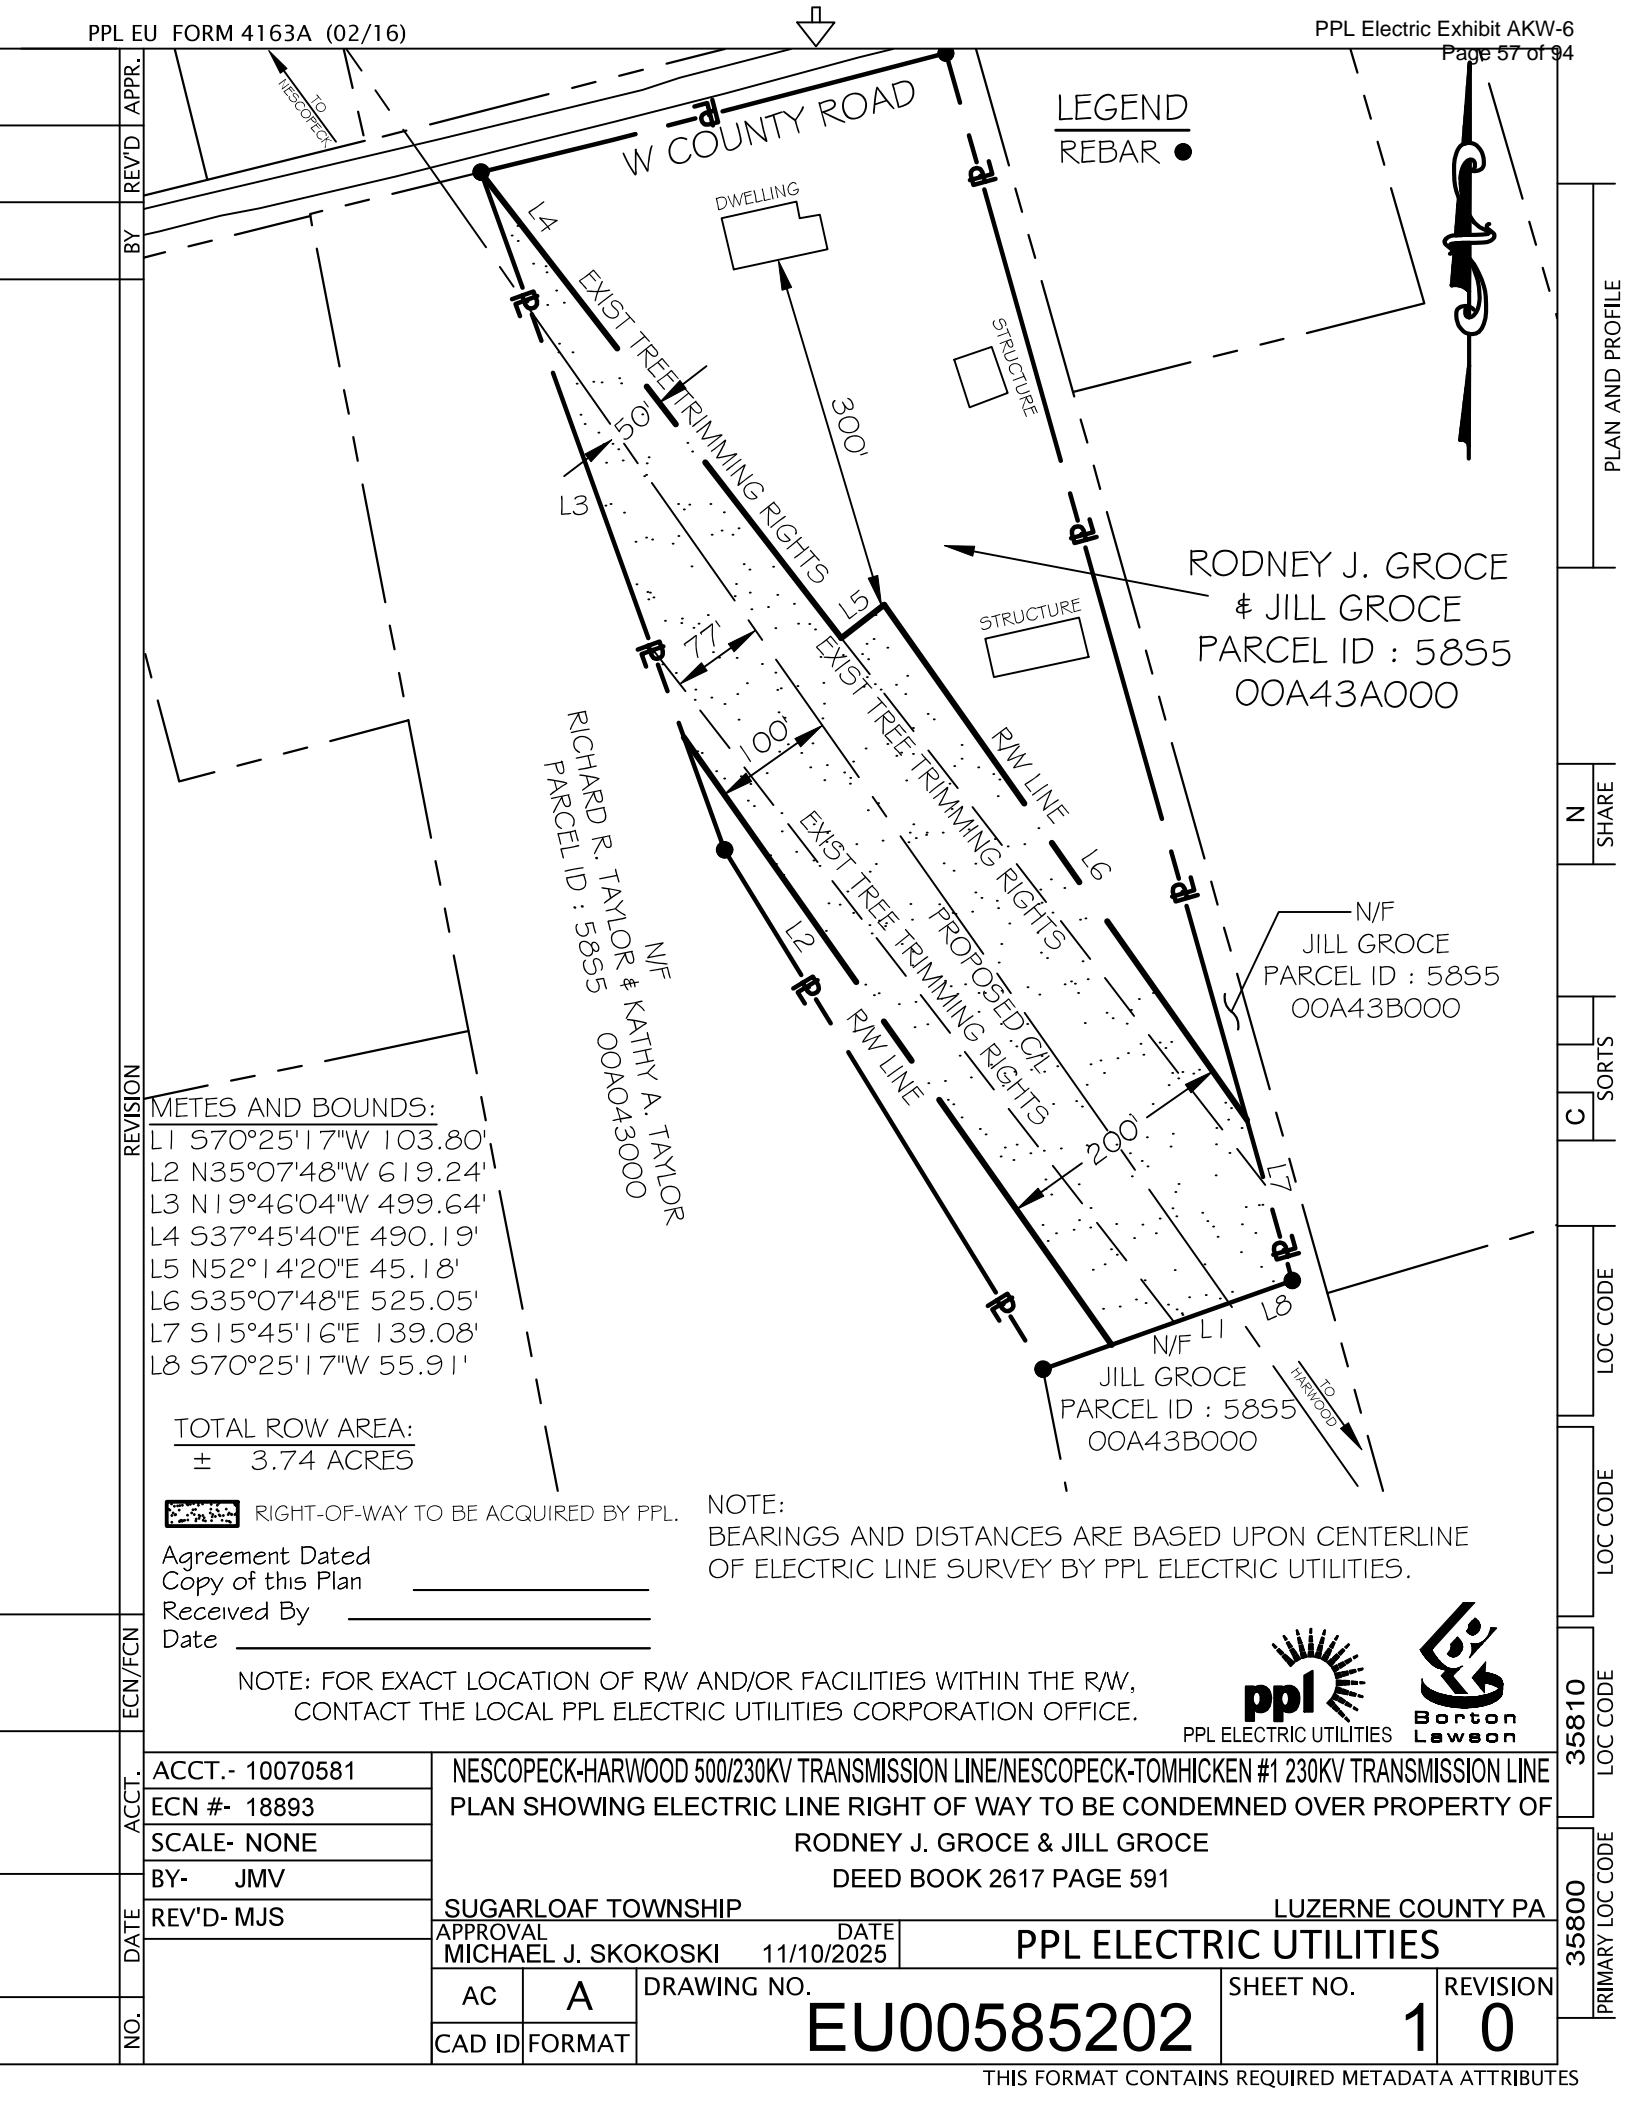 PPL EU FORM 4163A (02/16)
PPL Electric Exhibit AKW-6
Page 57 of 94
TO
NESCOPECK
W COUNTY ROAD
LEGEND
REBAR
DWELLING
L4
EXIST TREE TRIMMING RIGHTS
STRUCTURE
50'
300'
L3
L5
STRUCTURE
RODNEY J. GROCE
& JILL GROCE
PARCEL ID : 58S5
00A43A000
77'
100'
EXIST TREE TRIMMING RIGHTS
R/W LINE
L6
N/F
RICHARD R. TAYLOR & KATHY A. TAYLOR
PARCEL ID : 58S5 00A043000
EXIST TREE TRIMMING RIGHTS
L2
PROPOSED C/L
R/W LINE
N/F
JILL GROCE
PARCEL ID : 58S5
00A43B000
200'
L7
L8
L1
N/F
JILL GROCE
PARCEL ID : 58S5
00A43B000
TO
HARWOOD
METES AND BOUNDS:
L1 S70°25'17"W 103.80'
L2 N35°07'48"W 619.24'
L3 N19°46'04"W 499.64'
L4 S37°45'40"E 490.19'
L5 N52°14'20"E 45.18'
L6 S35°07'48"E 525.05'
L7 S15°45'16"E 139.08'
L8 S70°25'17"W 55.91'
TOTAL ROW AREA:
± 3.74 ACRES
RIGHT-OF-WAY TO BE ACQUIRED BY PPL.
Agreement Dated
Copy of this Plan
Received By
Date
NOTE:
BEARINGS AND DISTANCES ARE BASED UPON CENTERLINE
OF ELECTRIC LINE SURVEY BY PPL ELECTRIC UTILITIES.
NOTE: FOR EXACT LOCATION OF R/W AND/OR FACILITIES WITHIN THE R/W,
CONTACT THE LOCAL PPL ELECTRIC UTILITIES CORPORATION OFFICE.
ppl
PPL ELECTRIC UTILITIES
Borton
Lawson
ACCT.- 10070581
ECN #- 18893
SCALE- NONE
BY- JMV
REV'D- MJS
NESCOPECK-HARWOOD 500/230KV TRANSMISSION LINE/NESCOPECK-TOMHICKEN #1 230KV TRANSMISSION LINE
PLAN SHOWING ELECTRIC LINE RIGHT OF WAY TO BE CONDEMNED OVER PROPERTY OF
RODNEY J. GROCE & JILL GROCE
DEED BOOK 2617 PAGE 591
SUGARLOAF TOWNSHIP
LUZERNE COUNTY PA
APPROVAL
MICHAEL J. SKOKOSKI
DATE
11/10/2025
PPL ELECTRIC UTILITIES
AC
A
CAD ID
FORMAT
DRAWING NO.
EU00585202
SHEET NO.
1
REVISION
0
THIS FORMAT CONTAINS REQUIRED METADATA ATTRIBUTES
APPR.
REV'D
BY
REVISION
ECN/FCN
ACCT.
DATE
NO.
PLAN AND PROFILE
N
SHARE
C
SORTS
LOC CODE
LOC CODE
35810
LOC CODE
35800
PRIMARY LOC CODE